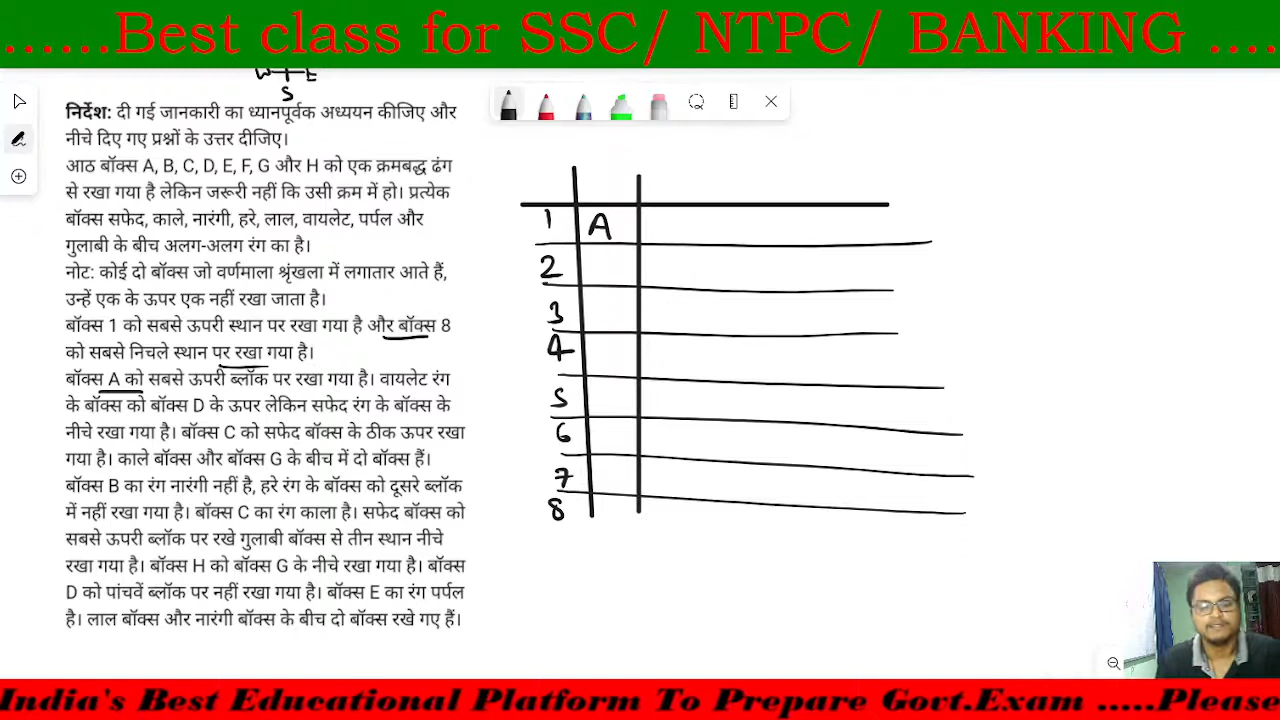 ......Best class for SSC/ NTPC/ BANKING ....
W E
S
निर्देश: दी गई जानकारी का ध्यानपूर्वक अध्ययन कीजिए और
नीचे दिए गए प्रश्नों के उत्तर दीजिए।
आठ बॉक्स A, B, C, D, E, F, G और H को एक क्रमबद्ध ढंग
से रखा गया है लेकिन जरूरी नहीं कि उसी क्रम में हो। प्रत्येक
बॉक्स सफेद, काले, नारंगी, हरे, लाल, वायलेट, पर्पल और
गुलाबी के बीच अलग-अलग रंग का है।
नोट: कोई दो बॉक्स जो वर्णमाला श्रृंखला में लगातार आते हैं,
उन्हें एक के ऊपर एक नहीं रखा जाता है।
बॉक्स 1 को सबसे ऊपरी स्थान पर रखा गया है और बॉक्स 8
को सबसे निचले स्थान पर रखा गया है।
बॉक्स A को सबसे ऊपरी ब्लॉक पर रखा गया है। वायलेट रंग
के बॉक्स को बॉक्स D के ऊपर लेकिन सफेद रंग के बॉक्स के
नीचे रखा गया है। बॉक्स C को सफेद बॉक्स के ठीक ऊपर रखा
गया है। काले बॉक्स और बॉक्स G के बीच में दो बॉक्स हैं।
बॉक्स B का रंग नारंगी नहीं है, हरे रंग के बॉक्स को दूसरे ब्लॉक
में नहीं रखा गया है। बॉक्स C का रंग काला है। सफेद बॉक्स को
सबसे ऊपरी ब्लॉक पर रखे गुलाबी बॉक्स से तीन स्थान नीचे
रखा गया है। बॉक्स H को बॉक्स G के नीचे रखा गया है। बॉक्स
D को पांचवें ब्लॉक पर नहीं रखा गया है। बॉक्स E का रंग पर्पल
है। लाल बॉक्स और नारंगी बॉक्स के बीच दो बॉक्स रखे गए हैं।
1 A
2
3
4
5
6
7
8
India's Best Educational Platform To Prepare Govt.Exam .....Please